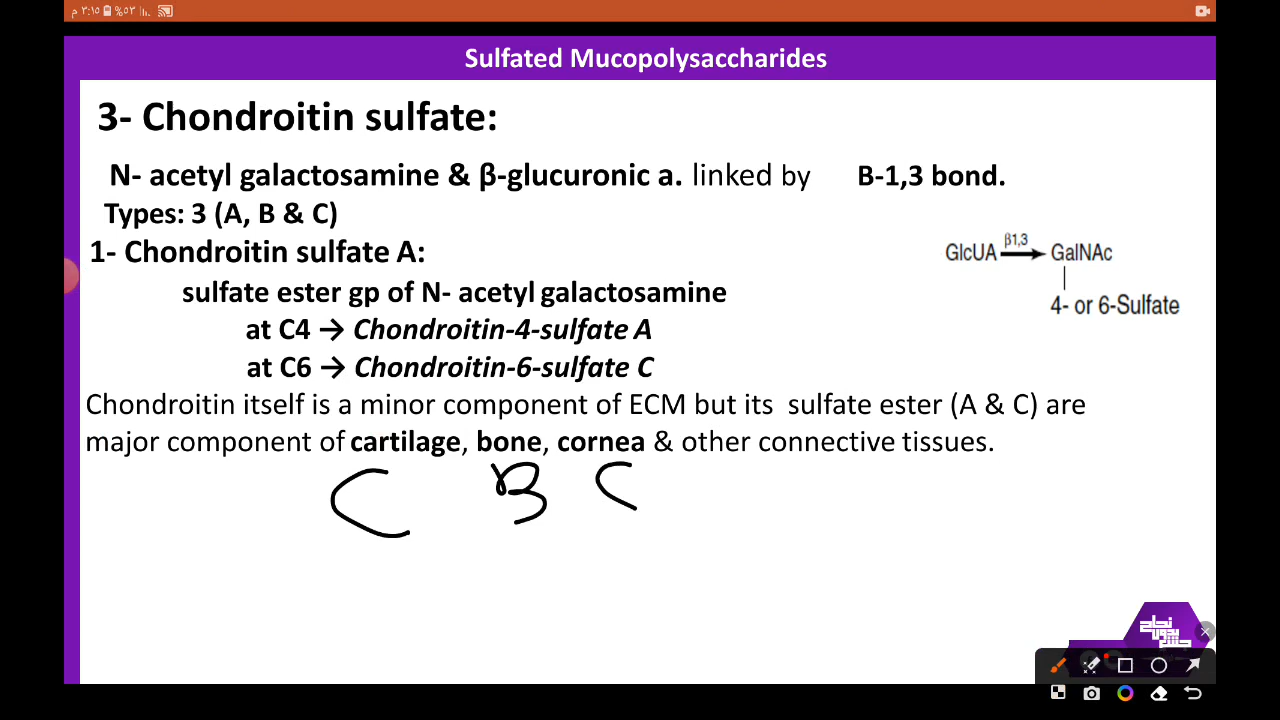 م ٣:١٥ %٥٣
Sulfated Mucopolysaccharides
3- Chondroitin sulfate:
N- acetyl galactosamine & β-glucuronic a. linked by B-1,3 bond.
Types: 3 (A, B & C)
1- Chondroitin sulfate A:
β1,3
GlcUA → GalNAc
sulfate ester gp of N- acetyl galactosamine
4- or 6-Sulfate
at C4 → Chondroitin-4-sulfate A
at C6 → Chondroitin-6-sulfate C
Chondroitin itself is a minor component of ECM but its sulfate ester (A & C) are
major component of cartilage, bone, cornea & other connective tissues.
C B C